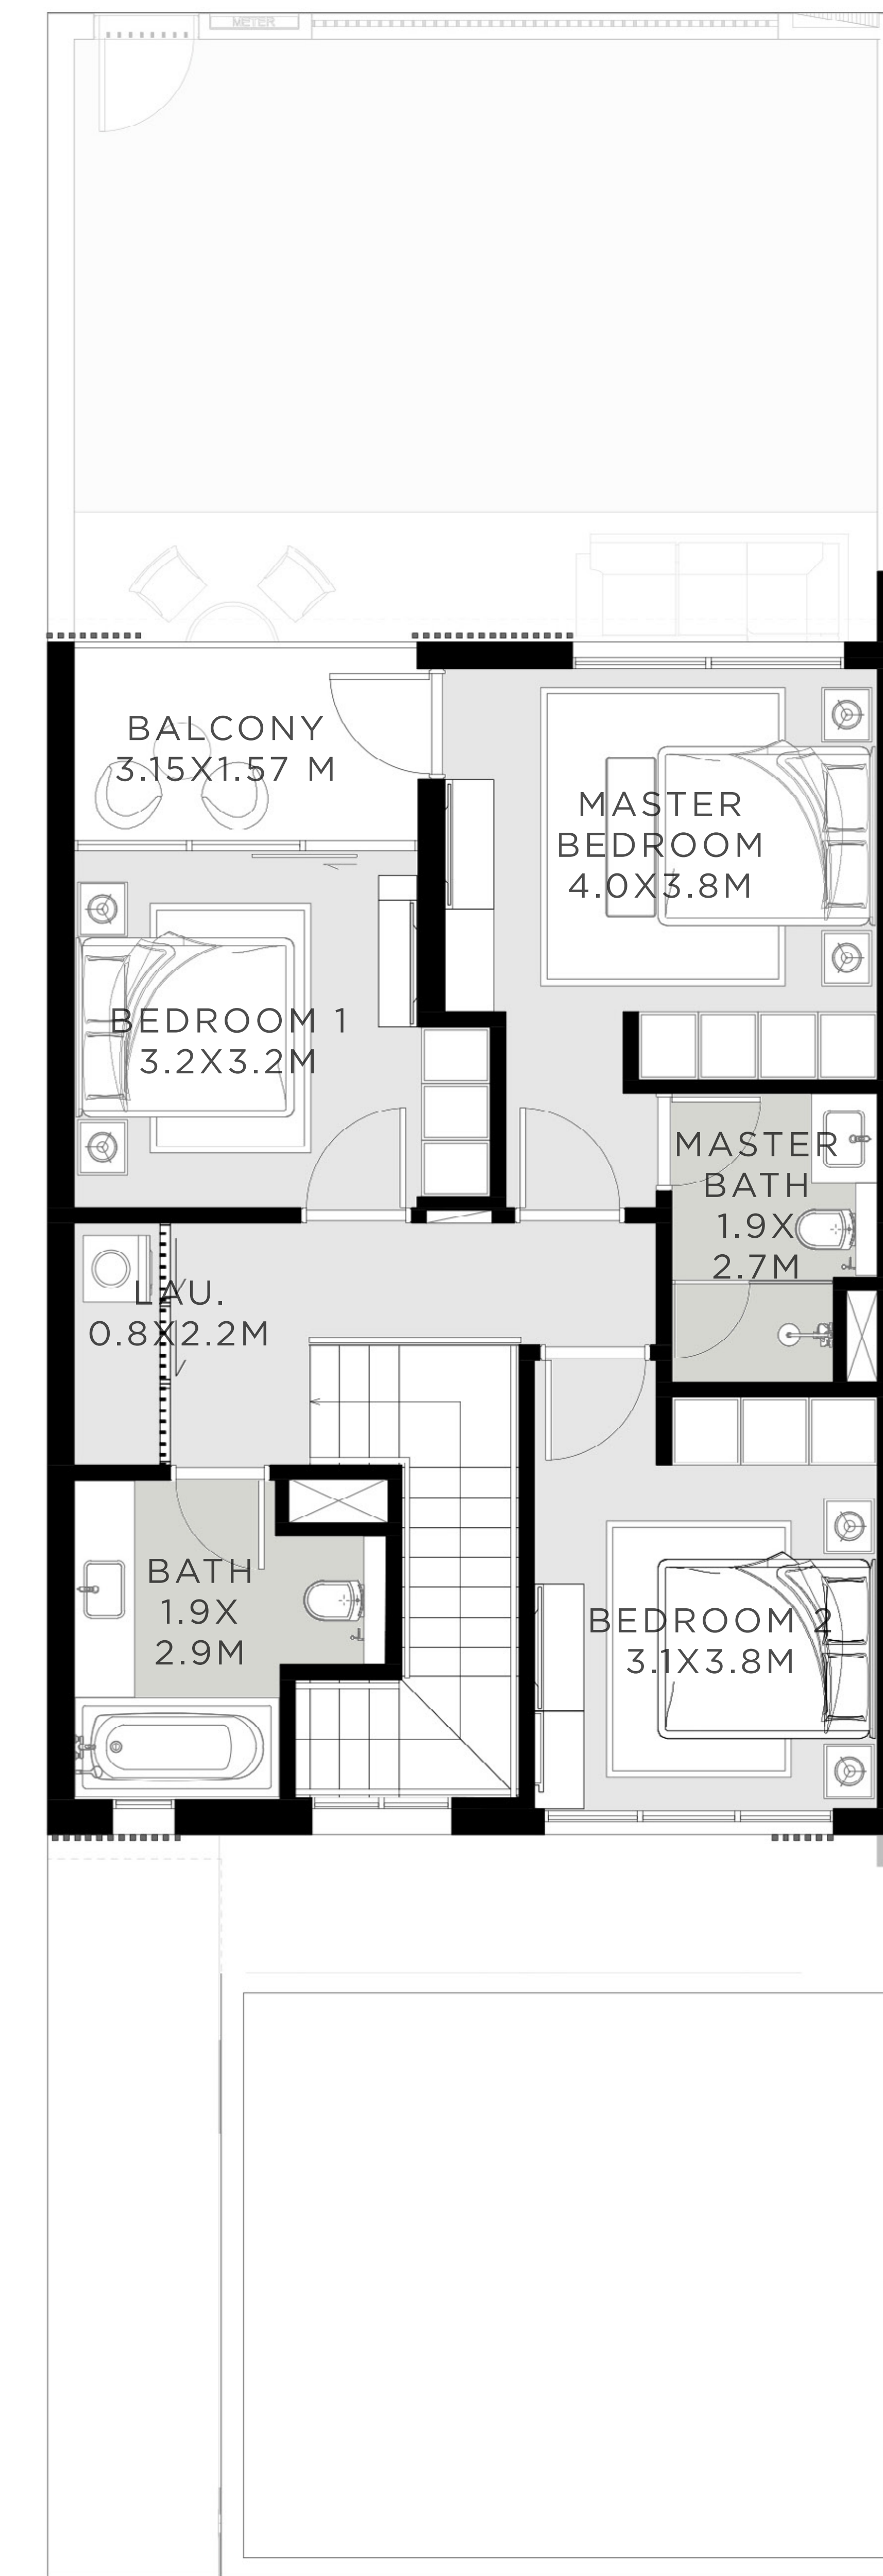 METER
BALCONY
3.15X1.57 M
MASTER
BEDROOM
4.0X3.8M
BEDROOM 1
3.2X3.2M
MASTER
BATH
1.9X
2.7M
LAU.
0.8X2.2M
BATH
1.9X
2.9M
BEDROOM 2
3.1X3.8M